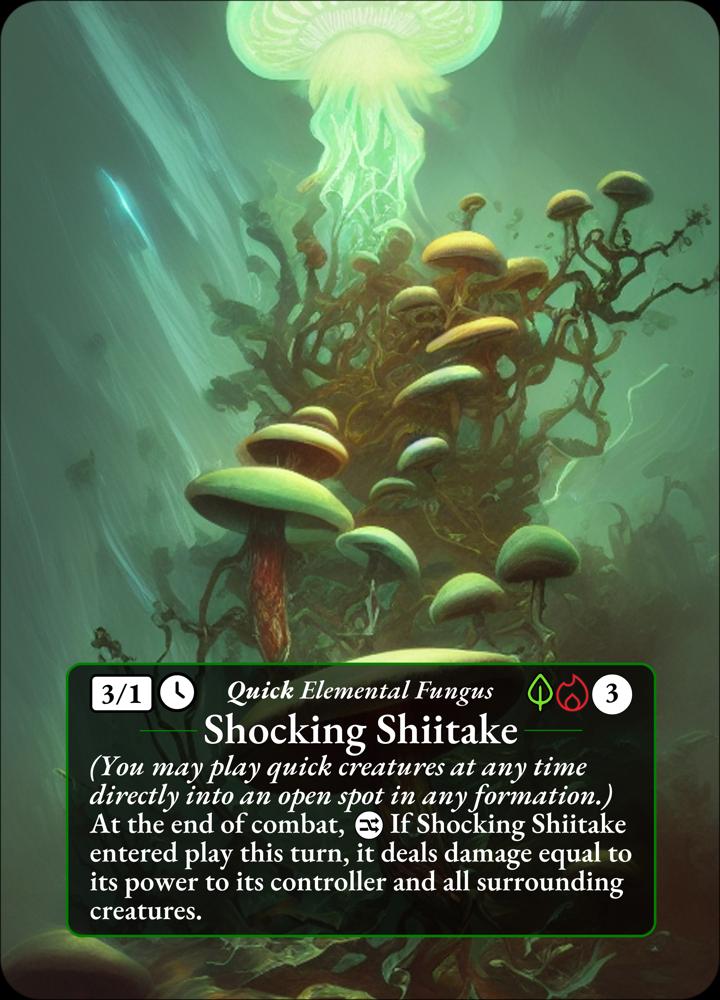 3/1 Quick Elemental Fungus 3
Shocking Shiitake
(You may play quick creatures at any time
directly into an open spot in any formation.)
At the end of combat, If Shocking Shiitake
entered play this turn, it deals damage equal to
its power to its controller and all surrounding
creatures.